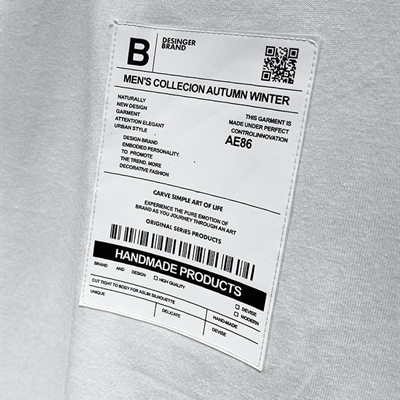 B
DESINGER
BRAND
MEN'S COLLECION AUTUMN WINTER
NATURALLY
NEW DESIGN
GARMENT
ATTENTION ELEGANT
URBAN STYLE
THIS GARMENT IS
MADE UNDER PERFECT
CONTROLINNOVATION
AE86
DESIGN BRAND
EMBODIED PERSONALITY.
TO PROMOTE
THE TREND. MORE
DECORATIVE FASHION
CARVE SIMPLE ART OF LIFE
EXPERIENCE THE PURE EMOTION OF
BRAND AS YOU JOURNEY THROUGH AN ART
ORIGINAL SERIES PRODUCTS
HANDMADE PRODUCTS
BRAND AND DESIGN HIGH QUALITY
DEVISE
CUT TIGHT TO BODY FOR ASLIM SILHOUETTE
MODERN
UNIQUE
DELICATE
HAND-MADE
DEVISE